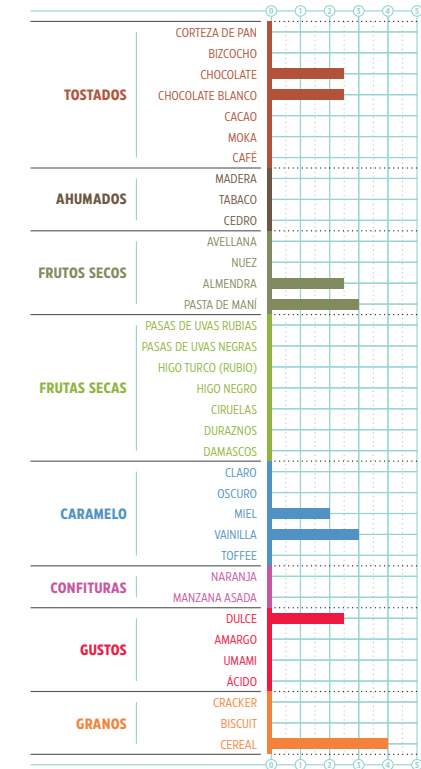 0 1 2 3 4 5
TOSTADOS
CORTEZA DE PAN
BIZCOCHO
CHOCOLATE
CHOCOLATE BLANCO
CACAO
MOKA
CAFÉ
AHUMADOS
MADERA
TABACO
CEDRO
FRUTOS SECOS
AVELLANA
NUEZ
ALMENDRA
PASTA DE MANÍ
FRUTAS SECAS
PASAS DE UVAS RUBIAS
PASAS DE UVAS NEGRAS
HIGO TURCO (RUBIO)
HIGO NEGRO
CIRUELAS
DURAZNOS
DAMASCOS
CARAMELO
CLARO
OSCURO
MIEL
VAINILLA
TOFFEE
CONFITURAS
NARANJA
MANZANA ASADA
GUSTOS
DULCE
AMARGO
UMAMI
ÁCIDO
GRANOS
CRACKER
BISCUIT
CEREAL
0 1 2 3 4 5